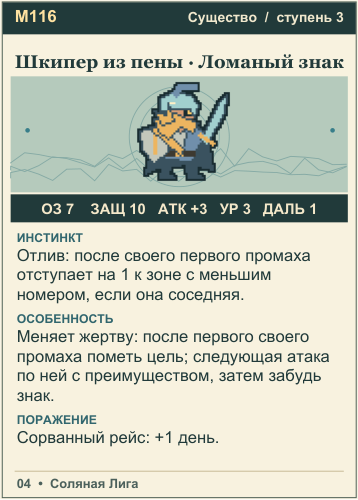 М116
Существо / ступень 3
Шкипер из пены · Ломаный знак
ОЗ 7 ЗАЩ 10 АТК +3 УР 3 ДАЛЬ 1
ИНСТИНКТ
Отлив: после своего первого промаха
отступает на 1 к зоне с меньшим
номером, если она соседняя.
ОСОБЕННОСТЬ
Меняет жертву: после первого своего
промаха пометь цель; следующая атака
по ней с преимуществом, затем забудь
знак.
ПОРАЖЕНИЕ
Сорванный рейс: +1 день.
04 • Соляная Лига